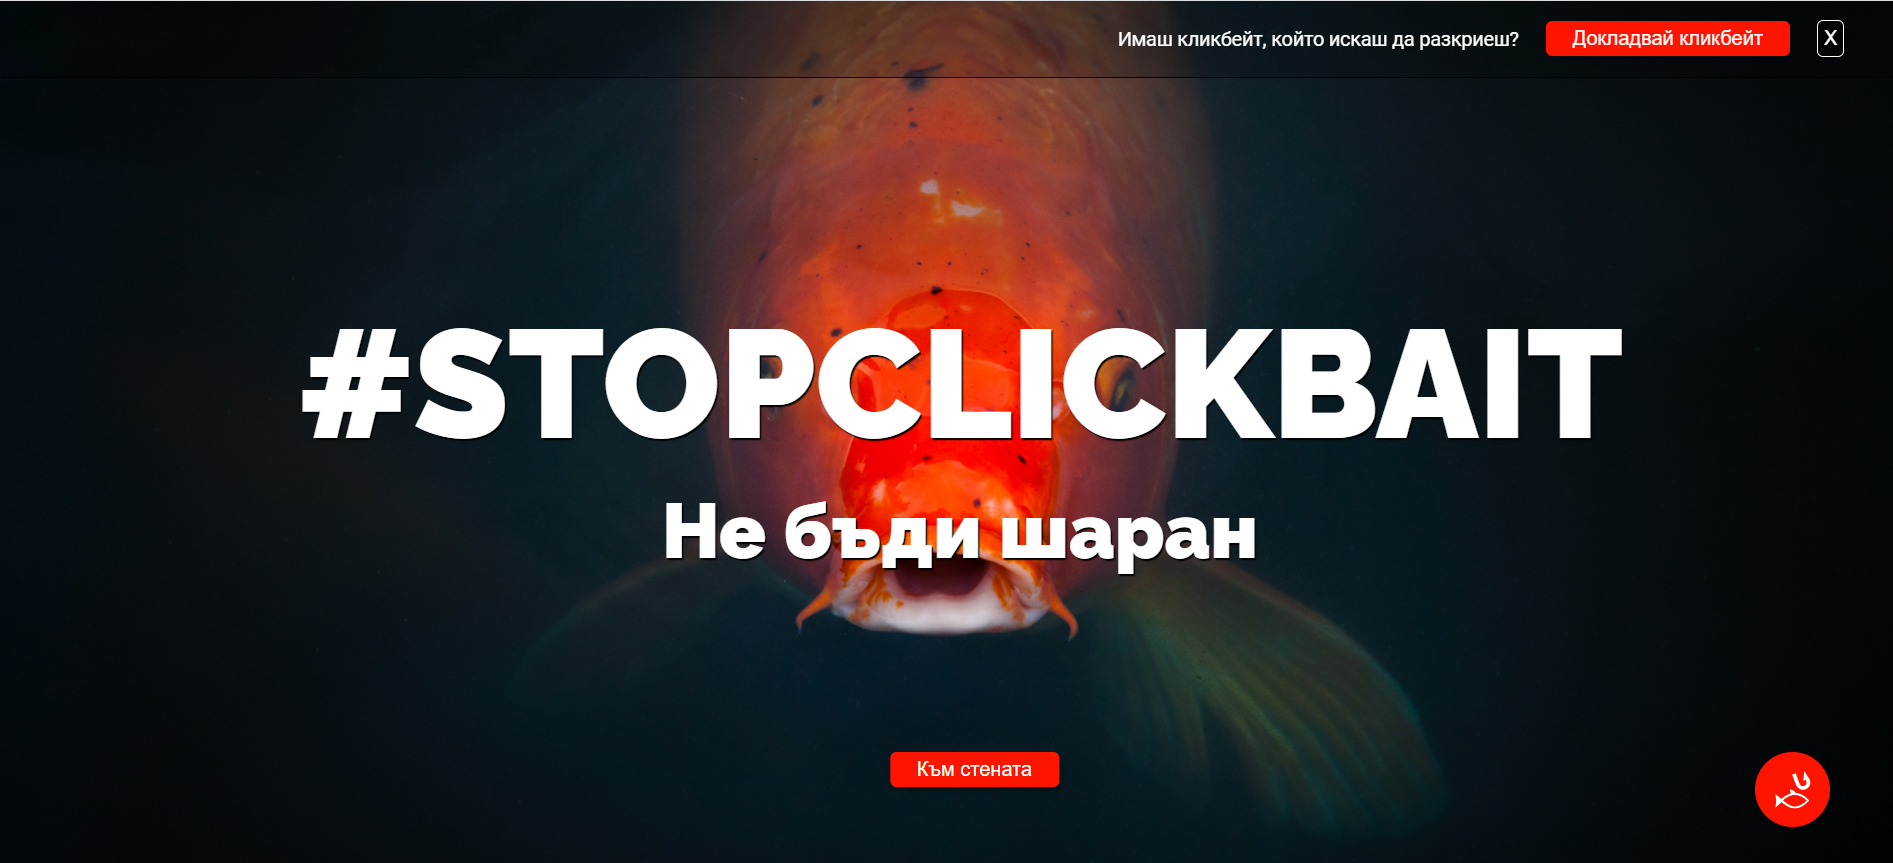 Имаш кликбейт, който искаш да разкриеш?
Докладвай кликбейт
X
#STOPCLICKBAIT
Не бъди шаран
Към стената